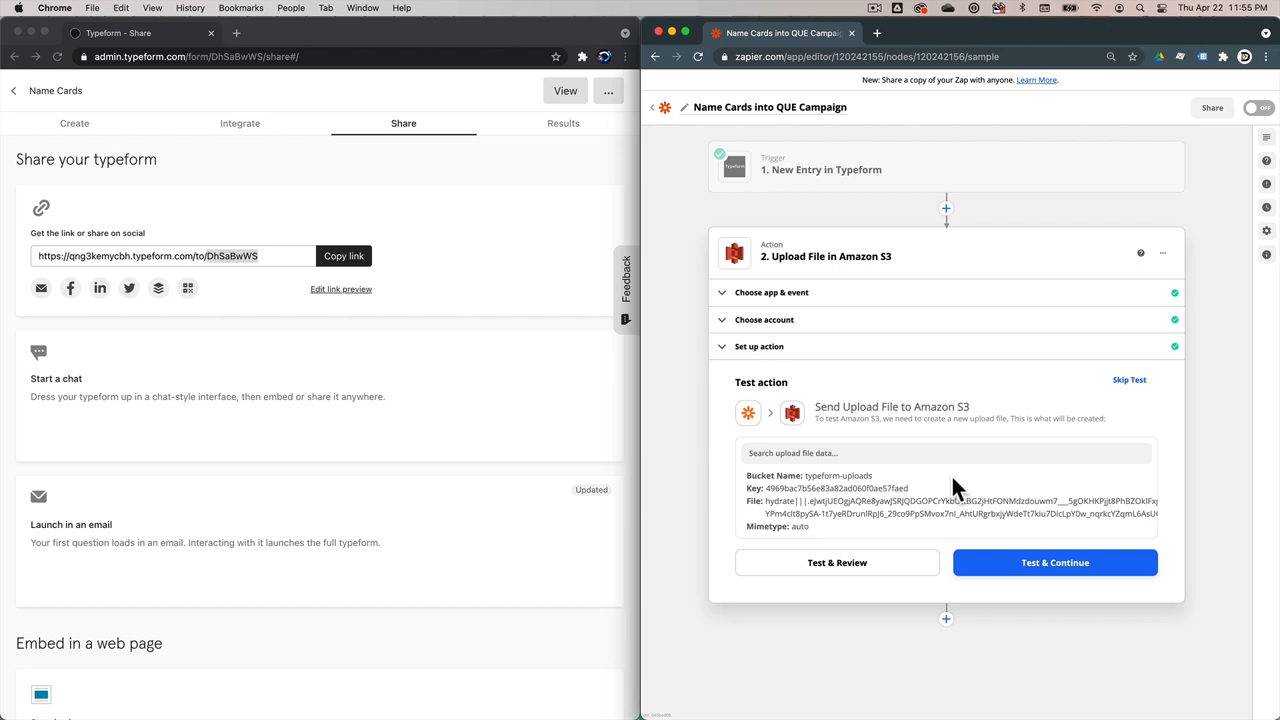 Chrome File Edit View History Bookmarks People Tab Window Help
Thu Apr 22 11:55 PM
Typeform - Share
admin.typeform.com/form/DhSaBwWS/share#/
Name Cards
View
...
Create Integrate Share Results
Share your typeform
Get the link or share on social
https://qng3kemycbh.typeform.com/to/DhSaBwWS
Copy link
Edit link preview
Feedback
Start a chat
Dress your typeform up in a chat-style interface, then embed or share it anywhere.
Updated
Launch in an email
Your first question loads in an email. Interacting with it launches the full typeform.
Embed in a web page
Name Cards into QUE Campaig
zapier.com/app/editor/120242155/nodes/120242156/sample
New: Share a copy of your Zap with anyone. Learn More.
Name Cards into QUE Campaign
Share
OFF
Typeform
Trigger
1. New Entry in Typeform
Action
2. Upload File in Amazon S3
Choose app & event
Choose account
Set up action
Test action
Skip Test
Send Upload File to Amazon S3
To test Amazon S3, we need to create a new upload file. This is what will be created:
Search upload file data...
Bucket Name: typeform-uploads
Key: 4969bac7b56e83a82ad060f0ae57faed
File:
Mimetype: auto
Test & Review
Test & Continue